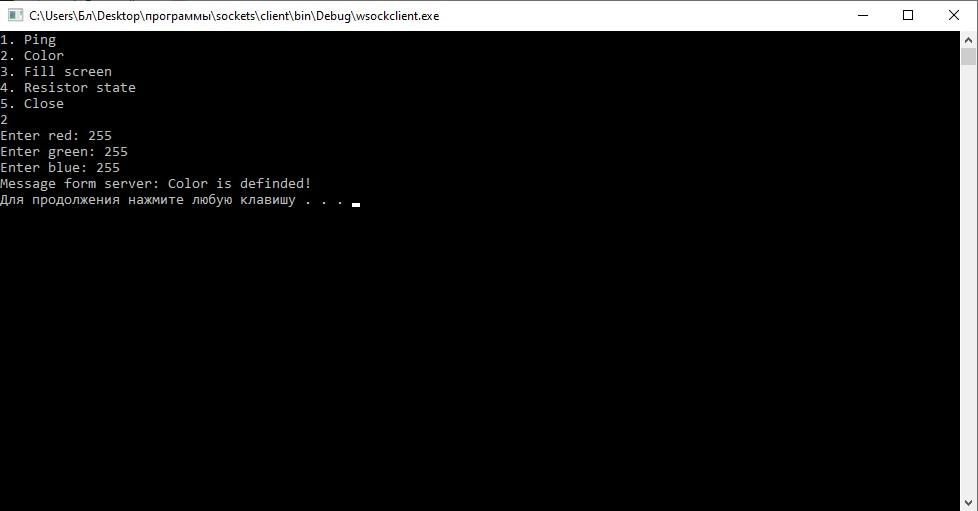 C:\Users\Бл\Desktop\программы\sockets\client\bin\Debug\wsockclient.exe
1. Ping
2. Color
3. Fill screen
4. Resistor state
5. Close
2
Enter red: 255
Enter green: 255
Enter blue: 255
Message form server: Color is definded!
Для продолжения нажмите любую клавишу . . .